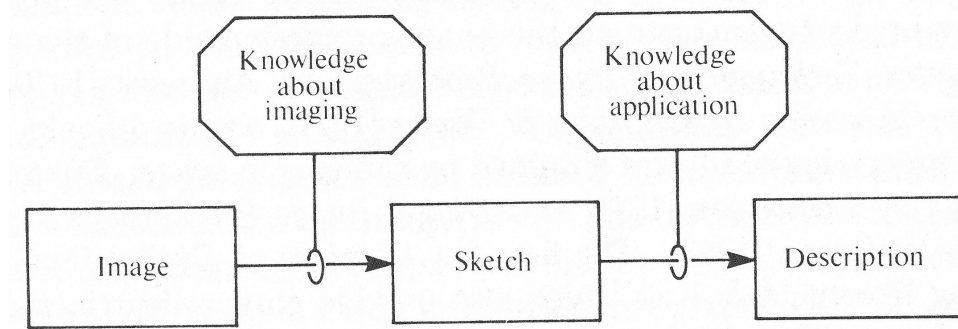 Knowledge
about
imaging
Knowledge
about
application
Image
Sketch
Description